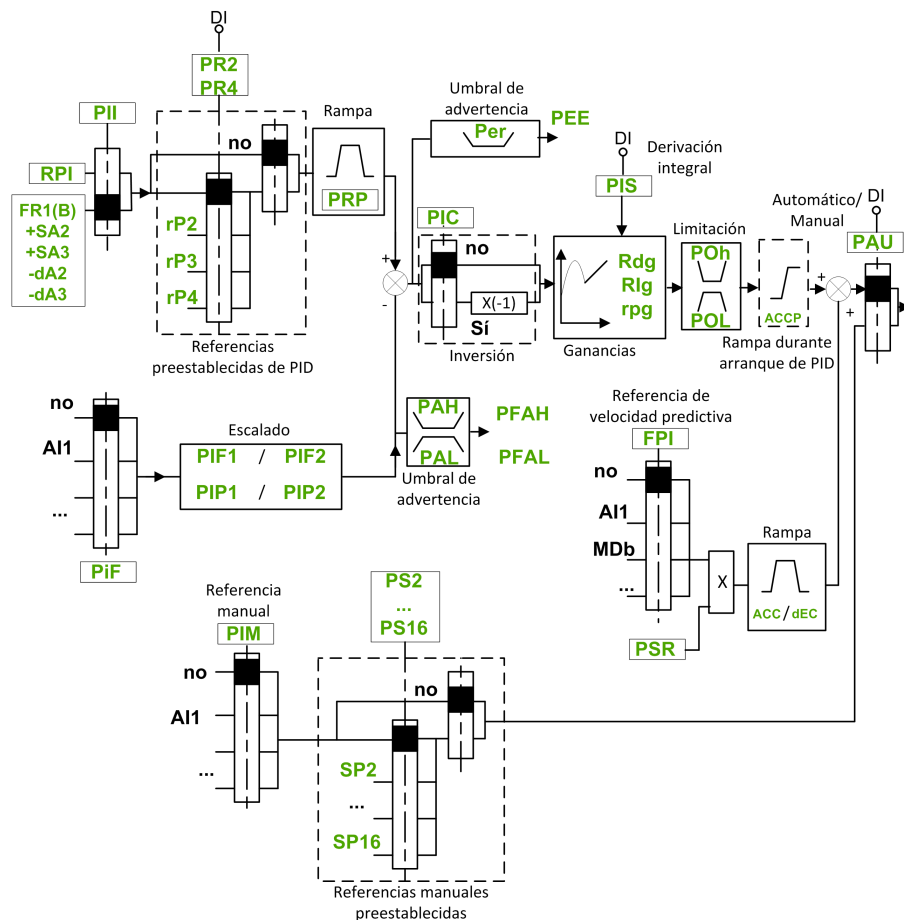 DI
PR2
PR4
PII
RPI
FR1(B)
+SA2
+SA3
-dA2
-dA3
no
rP2
rP3
rP4
Referencias
preestablecidas de PID
Rampa
PRP
+
-
Umbral de
advertencia
Per
PEE
PIC
no
X(-1)
Sí
Inversión
DI
Derivación
integral
PIS
Rdg
RIg
rpg
Ganancias
Limitación
POh
POL
ACCP
Rampa durante
arranque de PID
Automático/
Manual
DI
PAU
+
+
+
no
AI1
...
PiF
Escalado
PIF1 / PIF2
PIP1 / PIP2
PAH
PAL
PFAH
PFAL
Umbral de
advertencia
Referencia de
velocidad predictiva
FPI
no
AI1
MDb
...
PSR
X
Rampa
ACC / dEC
Referencia
manual
PIM
no
AI1
...
PS2
...
PS16
no
SP2
...
SP16
Referencias manuales
preestablecidas